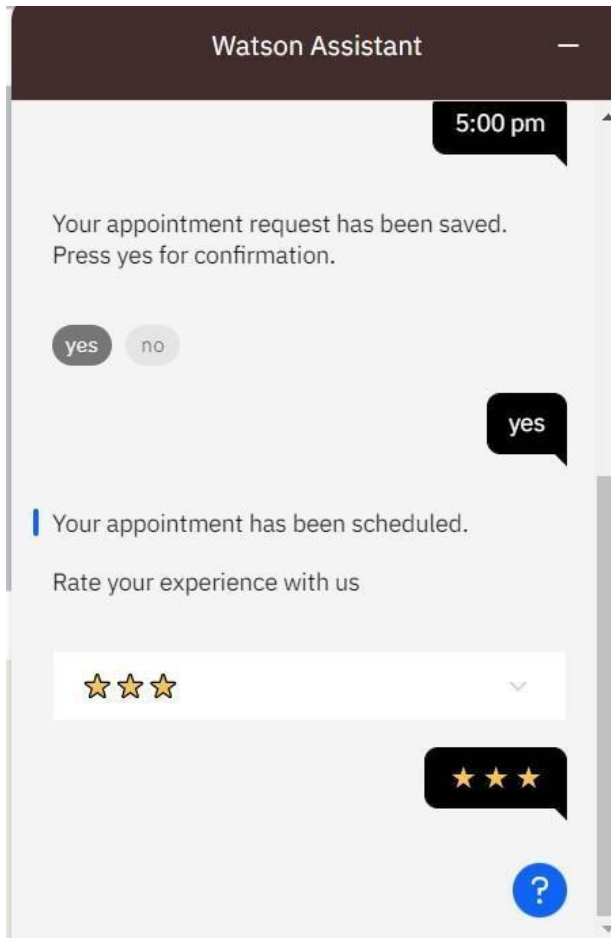 Watson Assistant
5:00 pm
Your appointment request has been saved.
Press yes for confirmation.
yes no
yes
Your appointment has been scheduled.
Rate your experience with us
?